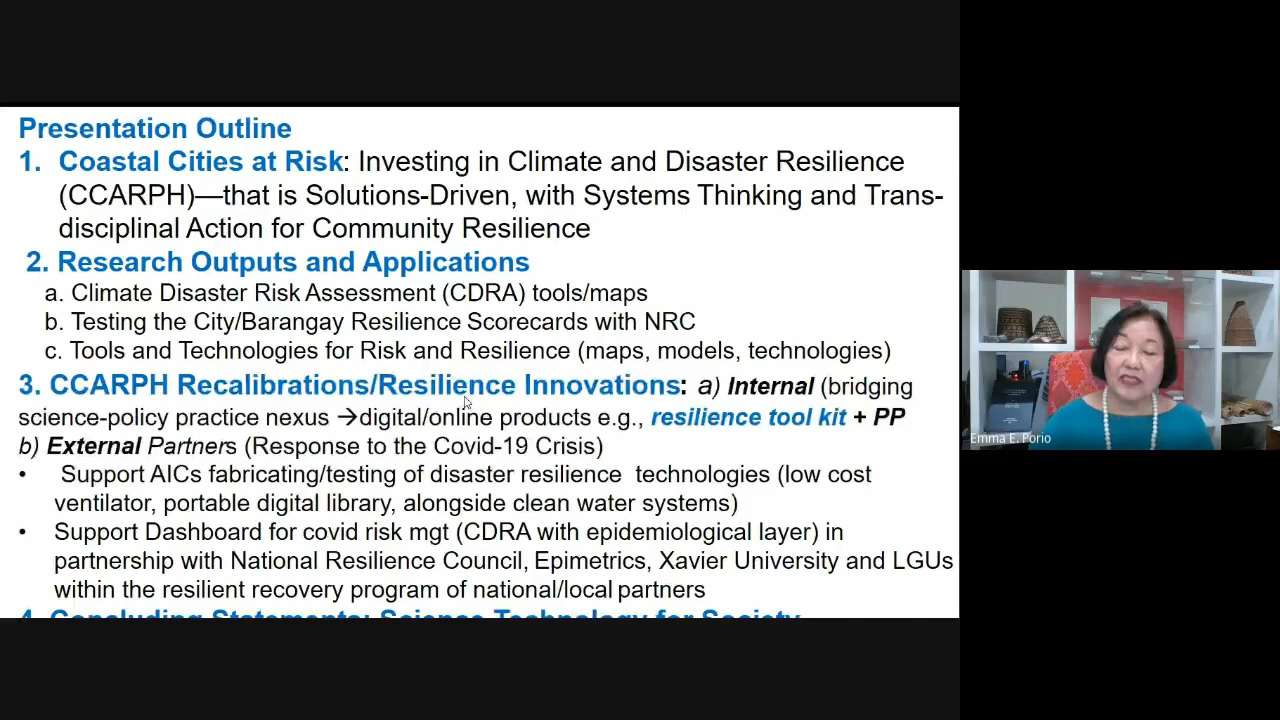 Presentation Outline
1. Coastal Cities at Risk: Investing in Climate and Disaster Resilience
(CCARPH)—that is Solutions-Driven, with Systems Thinking and Trans-
disciplinal Action for Community Resilience
2. Research Outputs and Applications
a. Climate Disaster Risk Assessment (CDRA) tools/maps
b. Testing the City/Barangay Resilience Scorecards with NRC
c. Tools and Technologies for Risk and Resilience (maps, models, technologies)
3. CCARPH Recalibrations/Resilience Innovations: a) Internal (bridging
science-policy practice nexus →digital/online products e.g., resilience tool kit + PP
b) External Partners (Response to the Covid-19 Crisis)
• Support AICs fabricating/testing of disaster resilience technologies (low cost
ventilator, portable digital library, alongside clean water systems)
• Support Dashboard for covid risk mgt (CDRA with epidemiological layer) in
partnership with National Resilience Council, Epimetrics, Xavier University and LGUs
within the resilient recovery program of national/local partners
4. Concluding Statements: Science Technology for Society
Emma E. Porio